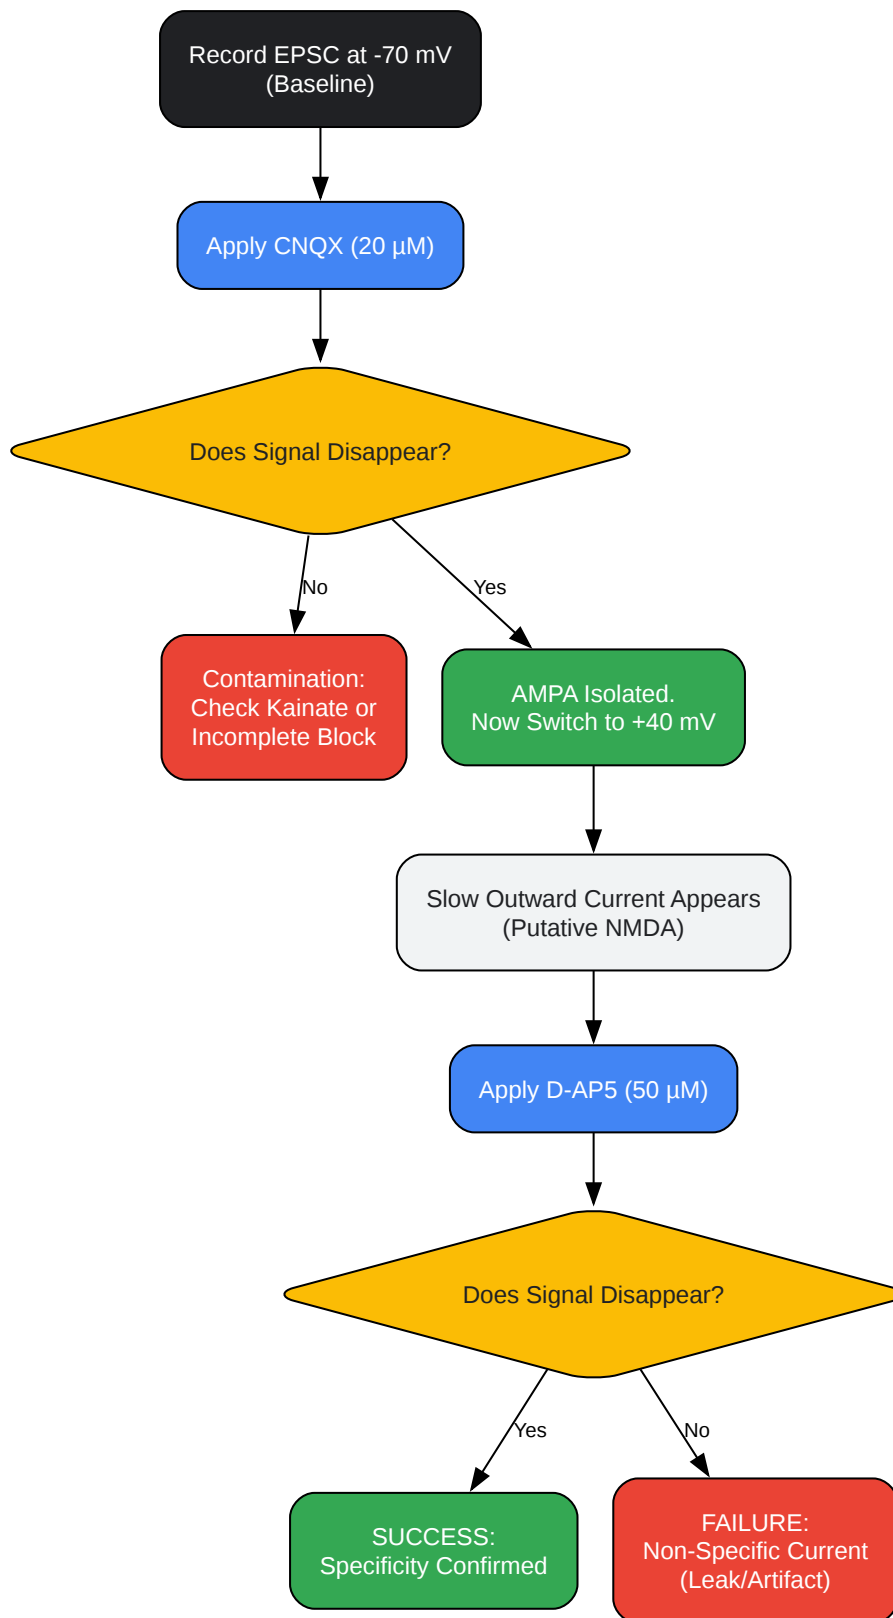 Record EPSC at -70 mV
(Baseline)
Apply CNQX (20 µM)
Does Signal Disappear?
No
Yes
Contamination:
Check Kainate or
Incomplete Block
AMPA Isolated.
Now Switch to +40 mV
Slow Outward Current Appears
(Putative NMDA)
Apply D-AP5 (50 µM)
Does Signal Disappear?
Yes
No
SUCCESS:
Specificity Confirmed
FAILURE:
Non-Specific Current
(Leak/Artifact)